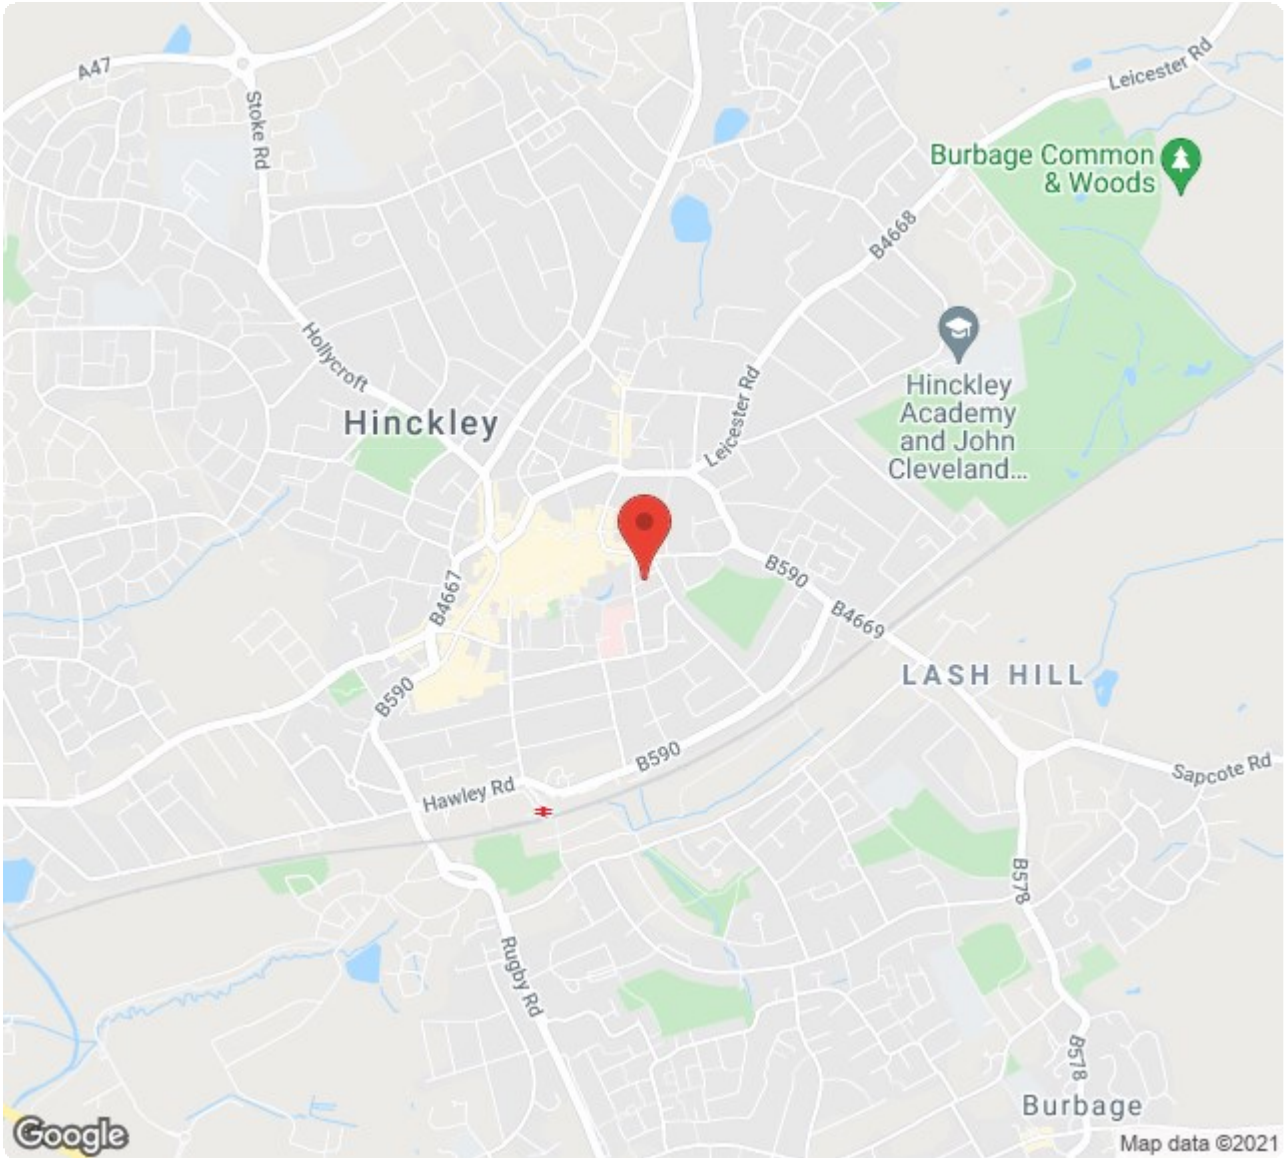 A47
Stoke Rd
Leicester Rd
Burbage Common
& Woods
B4668
Hollycroft
Hinckley
Leicester Rd
Hinckley
Academy
and John
Cleveland...
B4667
B590
B4669
LASH HILL
B590
B590
Hawley Rd
Sapcote Rd
B578
Rugby Rd
B578
Burbage
Google
Map data ©2021